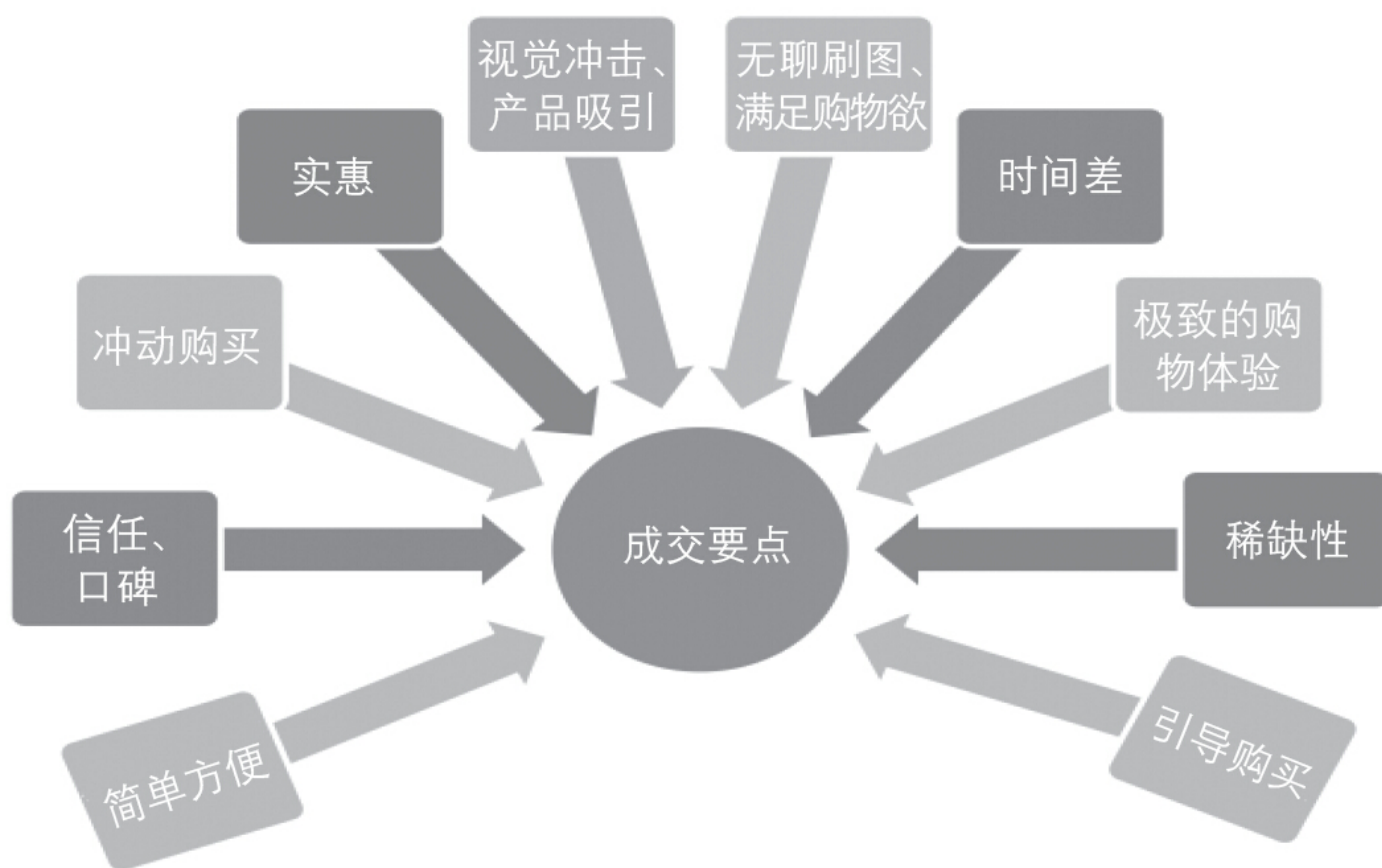 视觉冲击、
产品吸引
无聊刷图、
满足购物欲
实惠
时间差
冲动购买
极致的购
物体验
信任、
口碑
成交要点
稀缺性
简单方便
引导购买